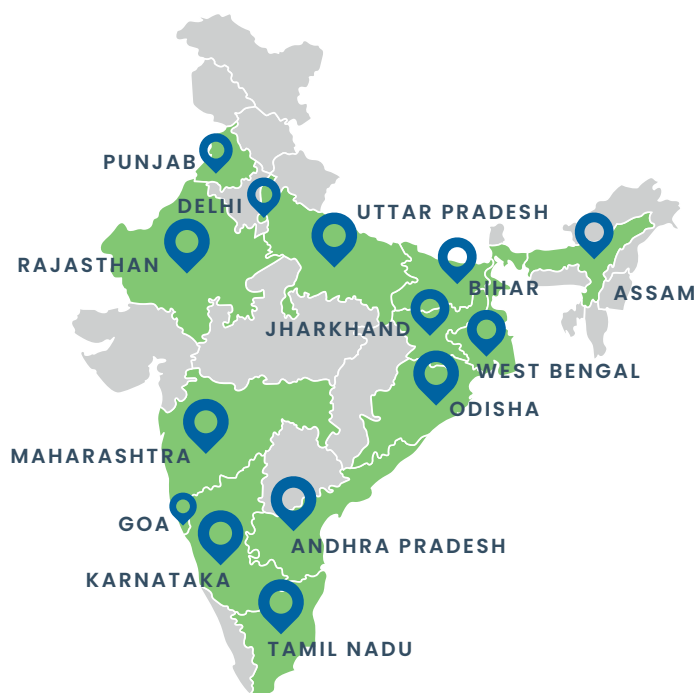 PUNJAB
DELHI
UTTAR PRADESH
RAJASTHAN
BIHAR
ASSAM
JHARKHAND
WEST BENGAL
ODISHA
MAHARASHTRA
GOA
ANDHRA PRADESH
KARNATAKA
TAMIL NADU